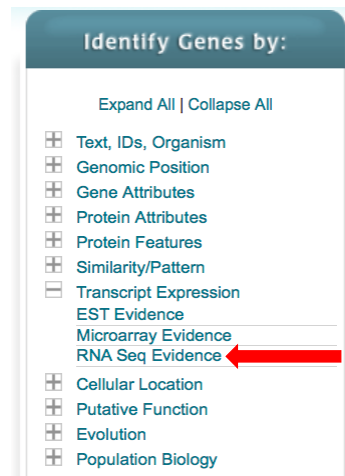 Identify Genes by:
Expand All | Collapse All
Text, IDs, Organism
Genomic Position
Gene Attributes
Protein Attributes
Protein Features
Similarity/Pattern
Transcript Expression
EST Evidence
Microarray Evidence
RNA Seq Evidence
Cellular Location
Putative Function
Evolution
Population Biology